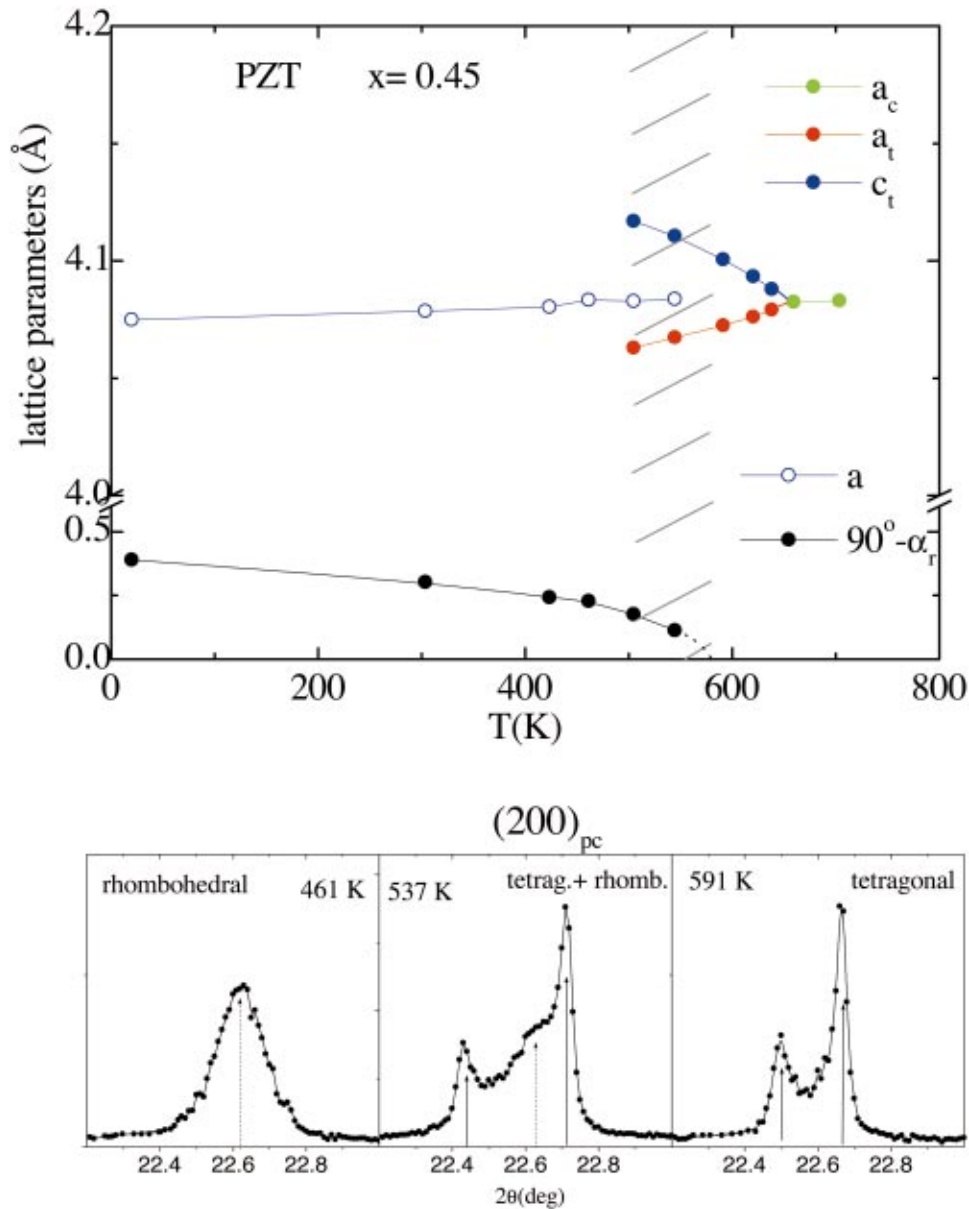 4.2
PZT x= 0.45
a_c
a_t
c_t
4.1
lattice parameters (Å)
4.0
a
0.5
90°-α_r
0.0
0 200 400 600 800
T(K)
(200)_pc
rhombohedral 461 K
537 K tetrag.+ rhomb.
591 K tetragonal
22.4 22.6 22.8 22.4 22.6 22.8 22.4 22.6 22.8
2θ(deg)